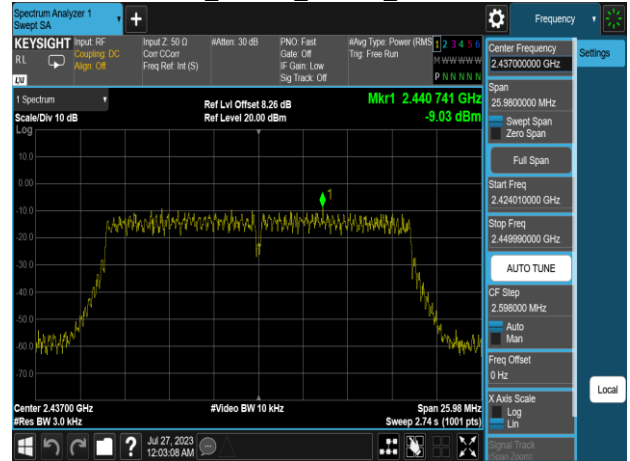 Spectrum Analyzer 1
Swept SA
Frequency
KEYSIGHT
RL
LXI
Input: RF
Coupling: DC
Align: Off
Input Z: 50 Ω
Corr CCorr
Freq Ref: Int (S)
#Atten: 30 dB
PNO: Fast
Gate: Off
IF Gain: Low
Sig Track: Off
#Avg Type: Power (RMS
Trig: Free Run
1 2 3 4 5 6
M W W W W W
P N N N N N
Center Frequency
2.437000000 GHz
Settings
Span
25.9800000 MHz
Swept Span
Zero Span
Full Span
Start Freq
2.424010000 GHz
Stop Freq
2.449990000 GHz
AUTO TUNE
CF Step
2.598000 MHz
Auto
Man
Freq Offset
0 Hz
X Axis Scale
Log
Lin
Local
Signal Track
(Span Zoom)
1 Spectrum
Scale/Div 10 dB
Log
Ref Lvl Offset 8.26 dB
Ref Level 20.00 dBm
Mkr1 2.440 741 GHz
-9.03 dBm
1
10.0
0.00
-10.0
-20.0
-30.0
-40.0
-50.0
-60.0
-70.0
Center 2.43700 GHz
#Video BW 10 kHz
Span 25.98 MHz
#Res BW 3.0 kHz
Sweep 2.74 s (1001 pts)
?
Jul 27, 2023
12:03:08 AM